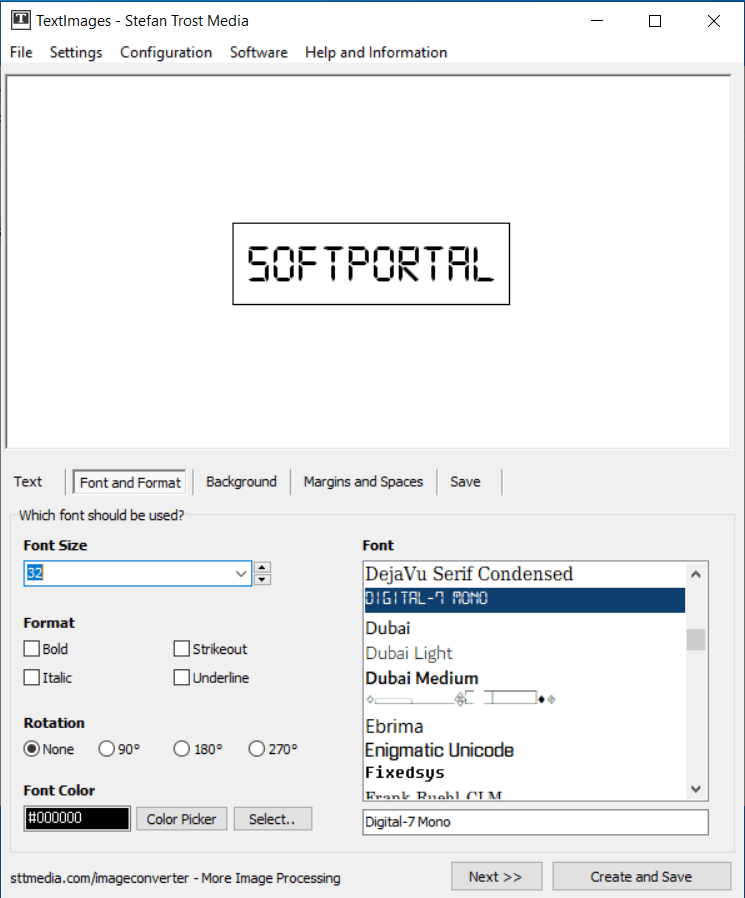 TextImages - Stefan Trost Media
File Settings Configuration Software Help and Information
SOFTPORTAL
Text Font and Format Background Margins and Spaces Save
Which font should be used?
Font Size
32
Format
Bold Strikeout
Italic Underline
Rotation
None 90° 180° 270°
Font Color
#000000 Color Picker Select..
Font
DejaVu Serif Condensed
DIGITAL-7 MONO
Dubai
Dubai Light
Dubai Medium
Ebrima
Enigmatic Unicode
Fixedsys
Frank Ruehl CLM
Digital-7 Mono
sttmedia.com/imageconverter - More Image Processing
Next >> Create and Save